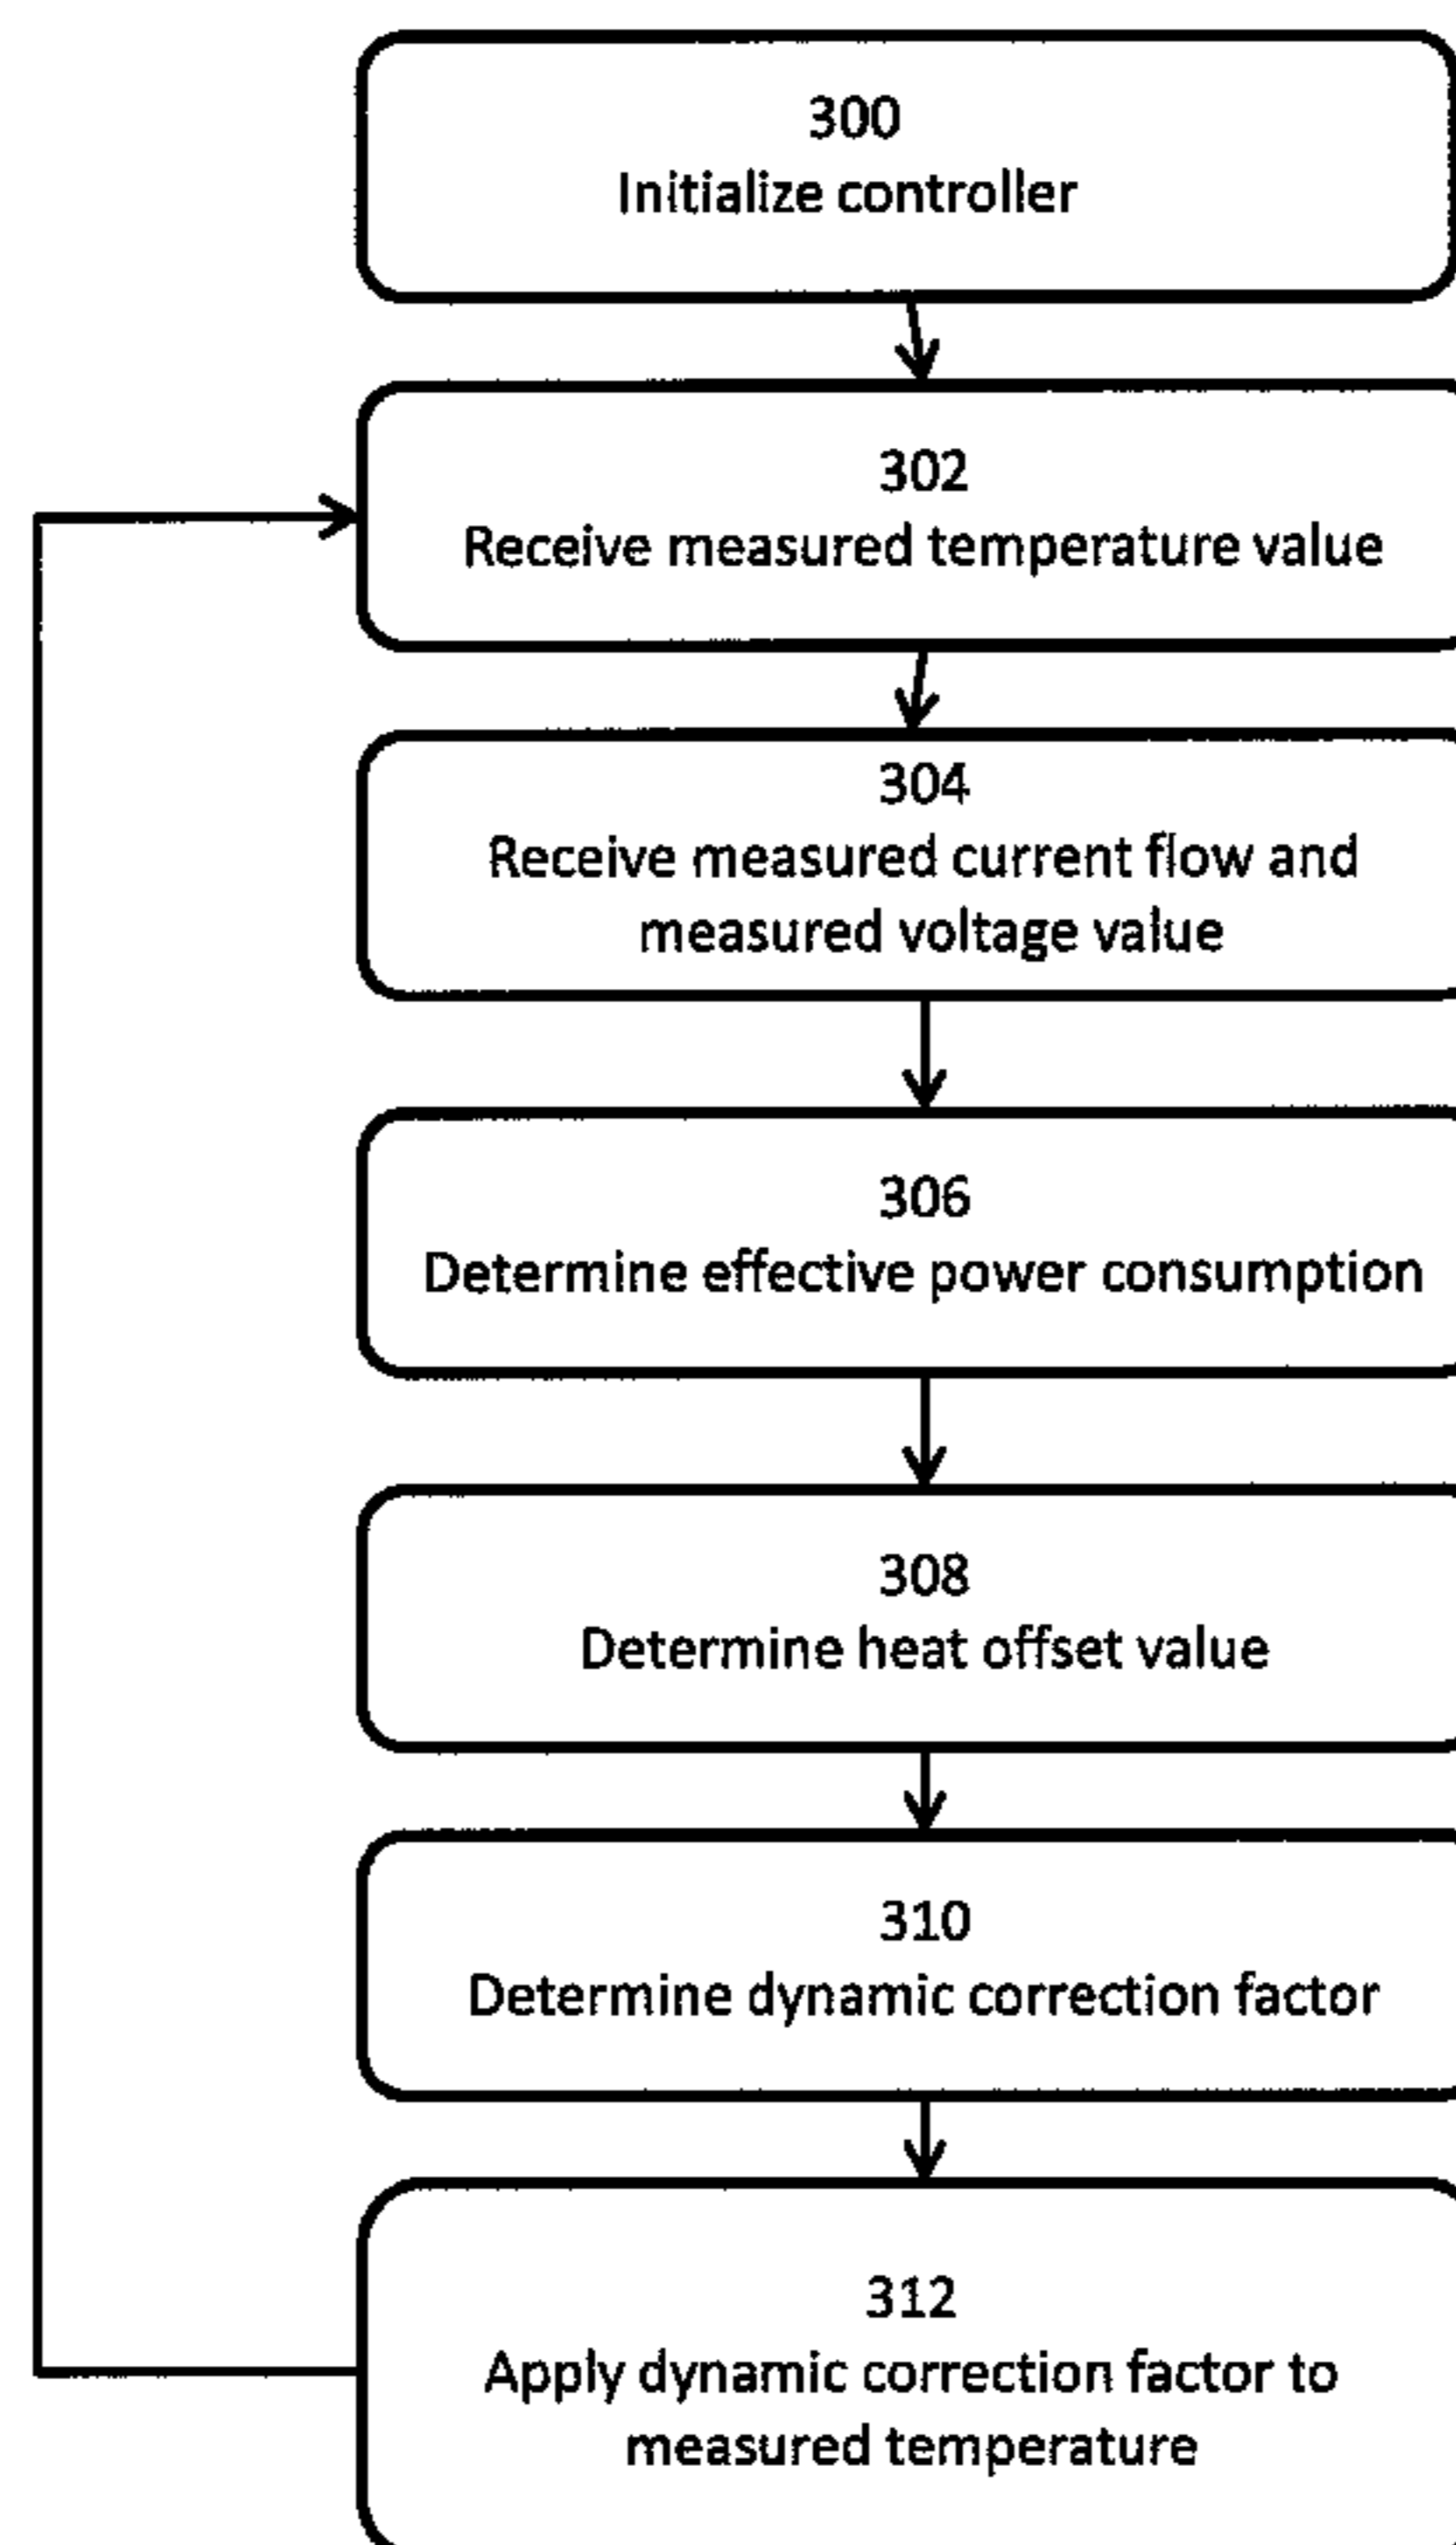 300
Initialize controller
302
Receive measured temperature value
304
Receive measured current flow and
measured voltage value
306
Determine effective power consumption
308
Determine heat offset value
310
Determine dynamic correction factor
312
Apply dynamic correction factor to
measured temperature